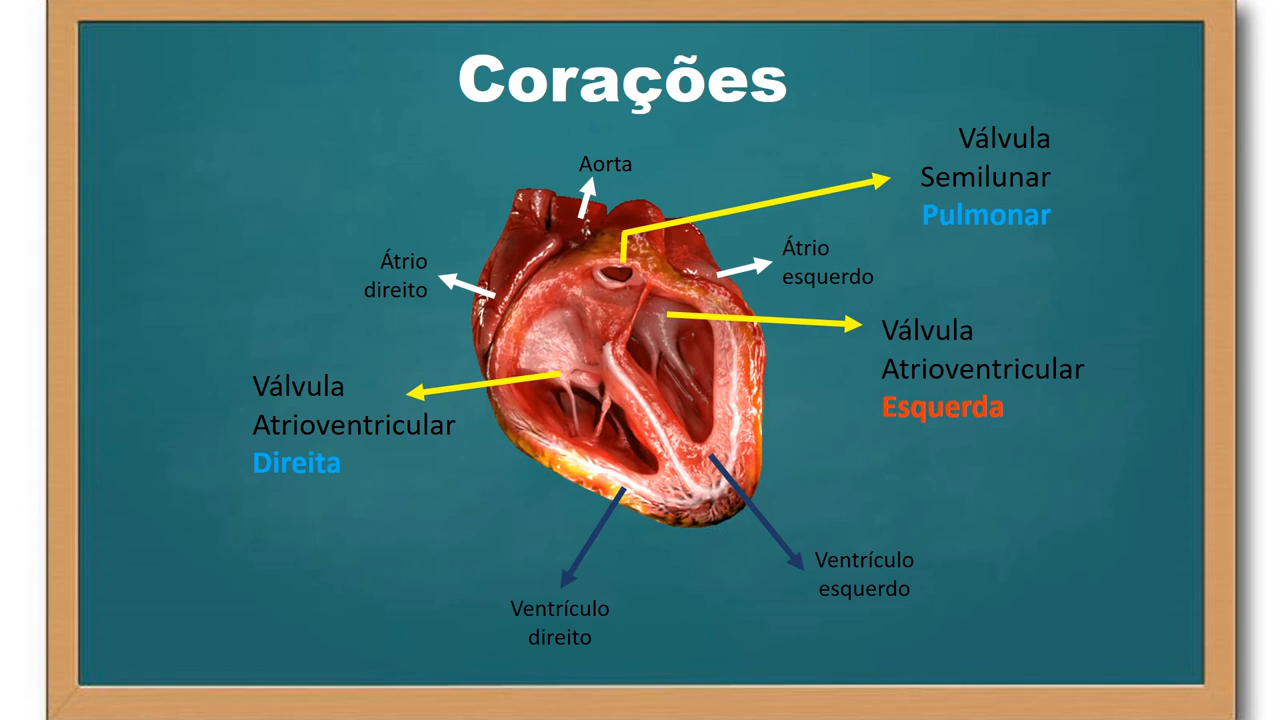 Corações
Válvula
Semilunar
Pulmonar
Aorta
Átrio
direito
Átrio
esquerdo
Válvula
Atrioventricular
Esquerda
Válvula
Atrioventricular
Direita
Ventrículo
esquerdo
Ventrículo
direito